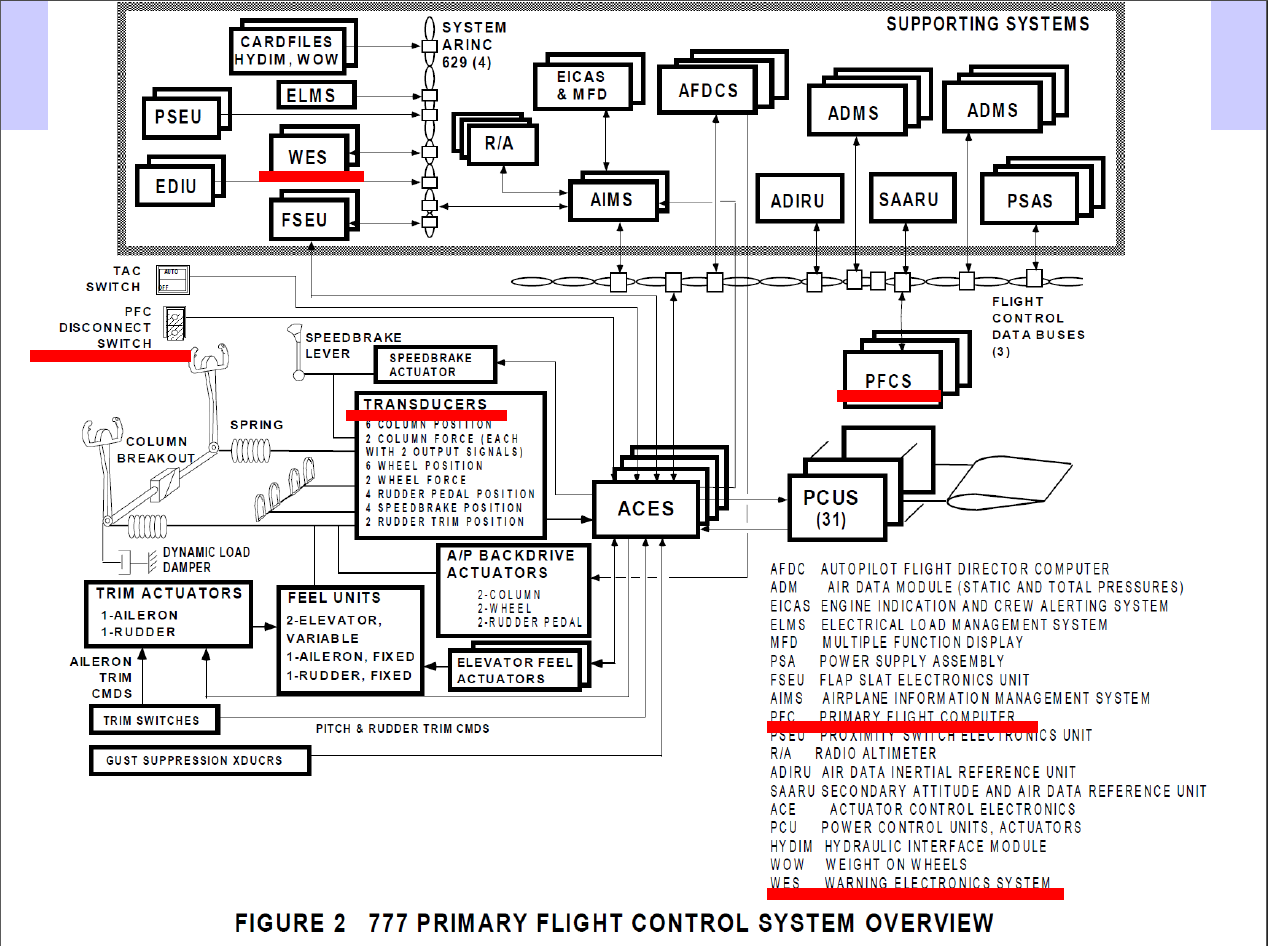 SUPPORTING SYSTEMS
CARDFILES
HYDIM, WOW
SYSTEM
ARINC
629 (4)
ELMS
PSEU
WES
EDIU
FSEU
R/A
EICAS
& MFD
AIMS
AFDCS
ADMS
ADMS
ADIRU
SAARU
PSAS
TAC
SWITCH
AUTO
OFF
PFC
DISCONNECT
SWITCH
FLIGHT
CONTROL
DATA BUSES
(3)
PFCS
SPEEDBRAKE
LEVER
SPEEDBRAKE
ACTUATOR
TRANSDUCERS
6 COLUMN POSITION
2 COLUMN FORCE (EACH
WITH 2 OUTPUT SIGNALS)
6 WHEEL POSITION
2 WHEEL FORCE
4 RUDDER PEDAL POSITION
4 SPEEDBRAKE POSITION
2 RUDDER TRIM POSITION
SPRING
COLUMN
BREAKOUT
ACES
PCUS
(31)
DYNAMIC LOAD
DAMPER
A/P BACKDRIVE
ACTUATORS
2-COLUMN
2-WHEEL
2-RUDDER PEDAL
TRIM ACTUATORS
1-AILERON
1-RUDDER
FEEL UNITS
2-ELEVATOR,
VARIABLE
1-AILERON, FIXED
1-RUDDER, FIXED
ELEVATOR FEEL
ACTUATORS
AILERON
TRIM
CMDS
TRIM SWITCHES
PITCH & RUDDER TRIM CMDS
GUST SUPPRESSION XDUCRS
AFDC AUTOPILOT FLIGHT DIRECTOR COMPUTER
ADM AIR DATA MODULE (STATIC AND TOTAL PRESSURES)
EICAS ENGINE INDICATION AND CREW ALERTING SYSTEM
ELMS ELECTRICAL LOAD MANAGEMENT SYSTEM
MFD MULTIPLE FUNCTION DISPLAY
PSA POWER SUPPLY ASSEMBLY
FSEU FLAP SLAT ELECTRONICS UNIT
AIMS AIRPLANE INFORMATION MANAGEMENT SYSTEM
PFC PRIMARY FLIGHT COMPUTER
PSEU PROXIMITY SWITCH ELECTRONICS UNIT
R/A RADIO ALTIMETER
ADIRU AIR DATA INERTIAL REFERENCE UNIT
SAARU SECONDARY ATTITUDE AND AIR DATA REFERENCE UNIT
ACE ACTUATOR CONTROL ELECTRONICS
PCU POWER CONTROL UNITS, ACTUATORS
HYDIM HYDRAULIC INTERFACE MODULE
WOW WEIGHT ON WHEELS
WES WARNING ELECTRONICS SYSTEM
FIGURE 2 777 PRIMARY FLIGHT CONTROL SYSTEM OVERVIEW